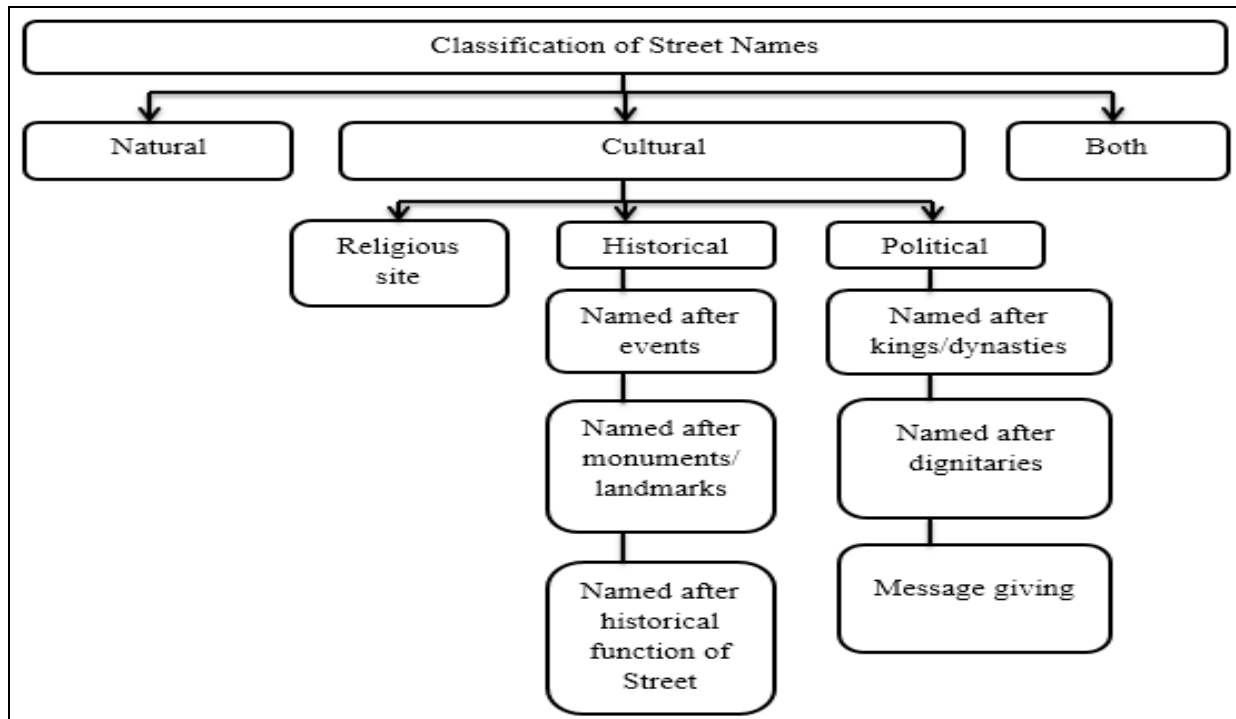 Classification of Street Names
Natural
Cultural
Both
Religious
site
Historical
Political
Named after
events
Named after
kings/dynasties
Named after
monuments/
landmarks
Named after
dignitaries
Named after
historical
function of
Street
Message giving